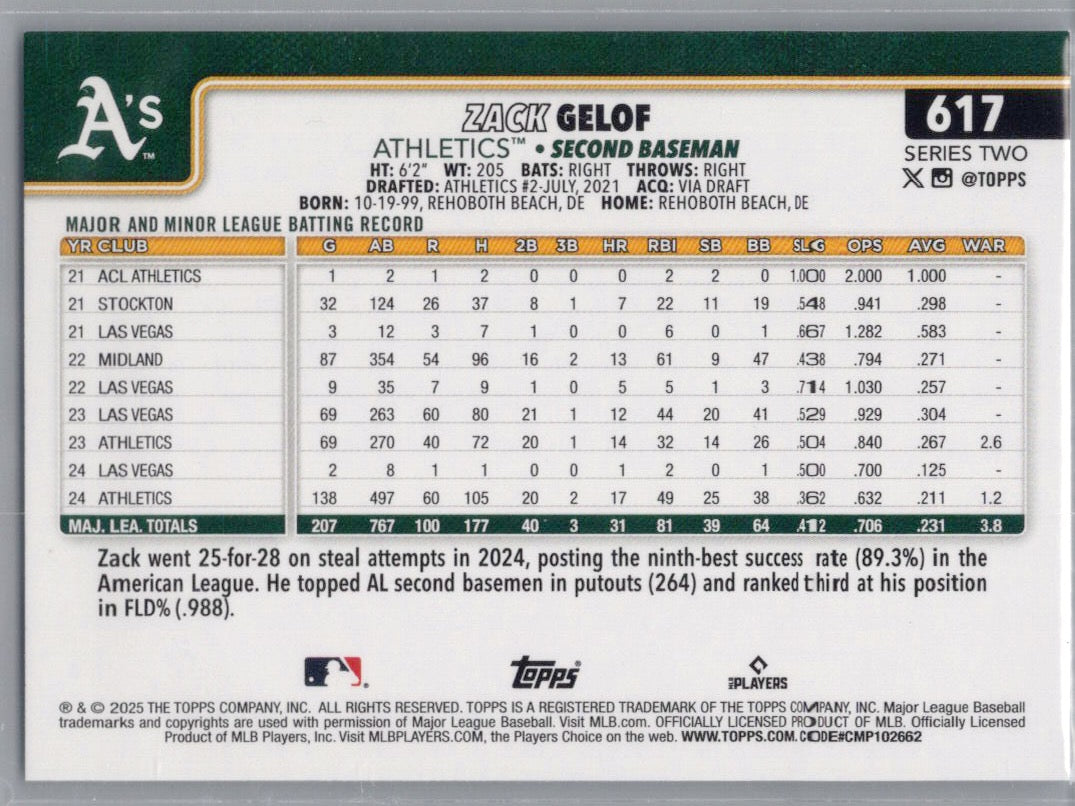 A's™
617
ZACK GELOF
ATHLETICS™ • SECOND BASEMAN
SERIES TWO
@TOPPS
HT: 6'2" WT: 205 BATS: RIGHT THROWS: RIGHT
DRAFTED: ATHLETICS #2-JULY, 2021 ACQ: VIA DRAFT
BORN: 10-19-99, REHOBOTH BEACH, DE HOME: REHOBOTH BEACH, DE
MAJOR AND MINOR LEAGUE BATTING RECORD
YR CLUB G AB R H 2B 3B HR RBI SB BB SLG OPS AVG WAR
21 ACL ATHLETICS 1 2 1 2 0 0 0 2 2 0 1.000 2.000 1.000 -
21 STOCKTON 32 124 26 37 8 1 7 22 11 19 .548 .941 .298 -
21 LAS VEGAS 3 12 3 7 1 0 0 6 0 1 .667 1.282 .583 -
22 MIDLAND 87 354 54 96 16 2 13 61 9 47 .438 .794 .271 -
22 LAS VEGAS 9 35 7 9 1 0 5 5 1 3 .714 1.030 .257 -
23 LAS VEGAS 69 263 60 80 21 1 12 44 20 41 .529 .929 .304 -
23 ATHLETICS 69 270 40 72 20 1 14 32 14 26 .504 .840 .267 2.6
24 LAS VEGAS 2 8 1 1 0 0 1 2 0 1 .500 .700 .125 -
24 ATHLETICS 138 497 60 105 20 2 17 49 25 38 .362 .632 .211 1.2
MAJ. LEA. TOTALS 207 767 100 177 40 3 31 81 39 64 .412 .706 .231 3.8
Zack went 25-for-28 on steal attempts in 2024, posting the ninth-best success rate (89.3%) in the
American League. He topped AL second basemen in putouts (264) and ranked third at his position
in FLD% (.988).
Topps®
MLB PLAYERS
® & © 2025 THE TOPPS COMPANY, INC. ALL RIGHTS RESERVED. TOPPS IS A REGISTERED TRADEMARK OF THE TOPPS COMPANY, INC. Major League Baseball
trademarks and copyrights are used with permission of Major League Baseball. Visit MLB.com. OFFICIALLY LICENSED PRODUCT OF MLB. Officially Licensed
Product of MLB Players, Inc. Visit MLBPLAYERS.COM, the Players Choice on the web. WWW.TOPPS.COM. CODE#CMP102662